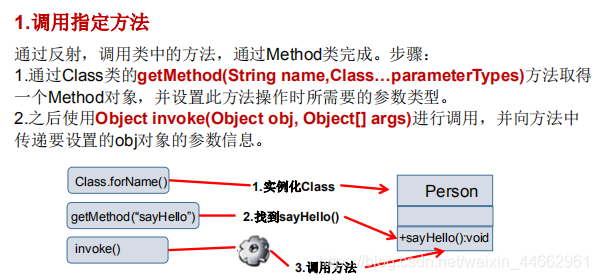 1.调用指定方法
通过反射，调用类中的方法，通过Method类完成。步骤：
1.通过Class类的getMethod(String name,Class…parameterTypes)方法取得
一个Method对象，并设置此方法操作时所需要的参数类型。
2.之后使用Object invoke(Object obj, Object[] args)进行调用，并向方法中
传递要设置的obj对象的参数信息。
Class.forName()
1.实例化Class
Person
getMethod(“sayHello”)
2.找到sayHello()
+sayHello():void
invoke()
3.调用方法
https://blog.csdn.net/weixin_44662961